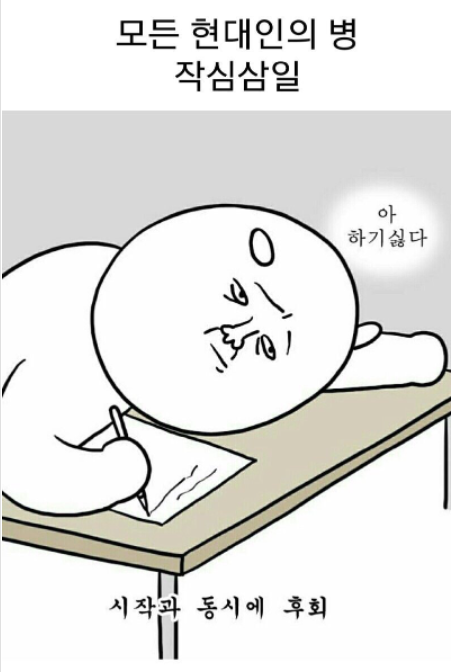 모든 현대인의 병
작심삼일
아
하기싫다
시작과 동시에 후회